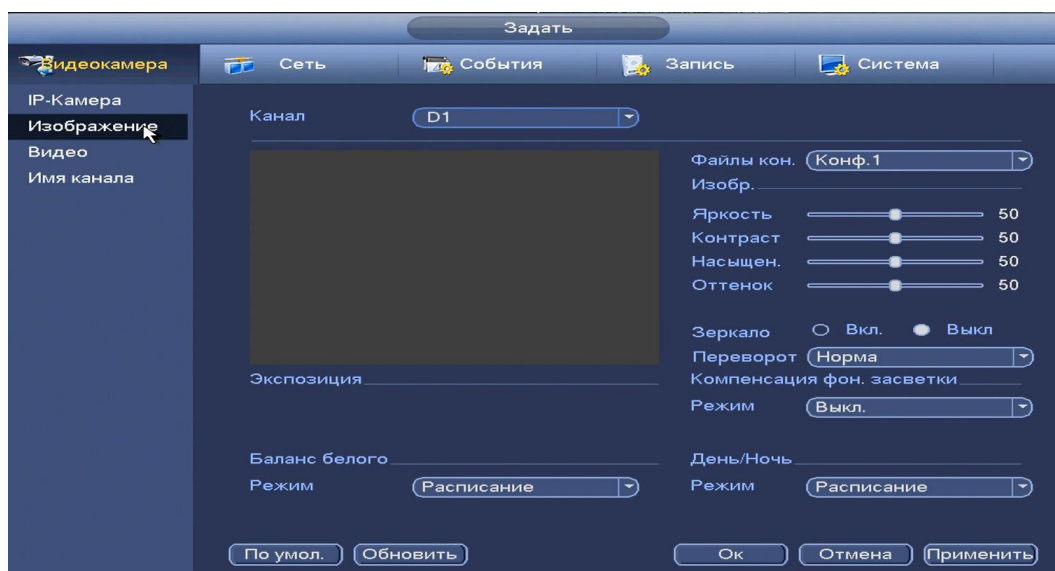 Задать
Видеокамера Сеть События Запись Система
IP-Камера
Изображение
Видео
Имя канала
Канал D1
Файлы кон. Конф.1
Изобр.
Яркость 50
Контраст 50
Насыщен. 50
Оттенок 50
Зеркало Вкл. Выкл
Переворот Норма
Экспозиция
Компенсация фон. засветки
Режим Выкл.
Баланс белого
День/Ночь
Режим Расписание
Режим Расписание
По умол. Обновить Ок Отмена Применить